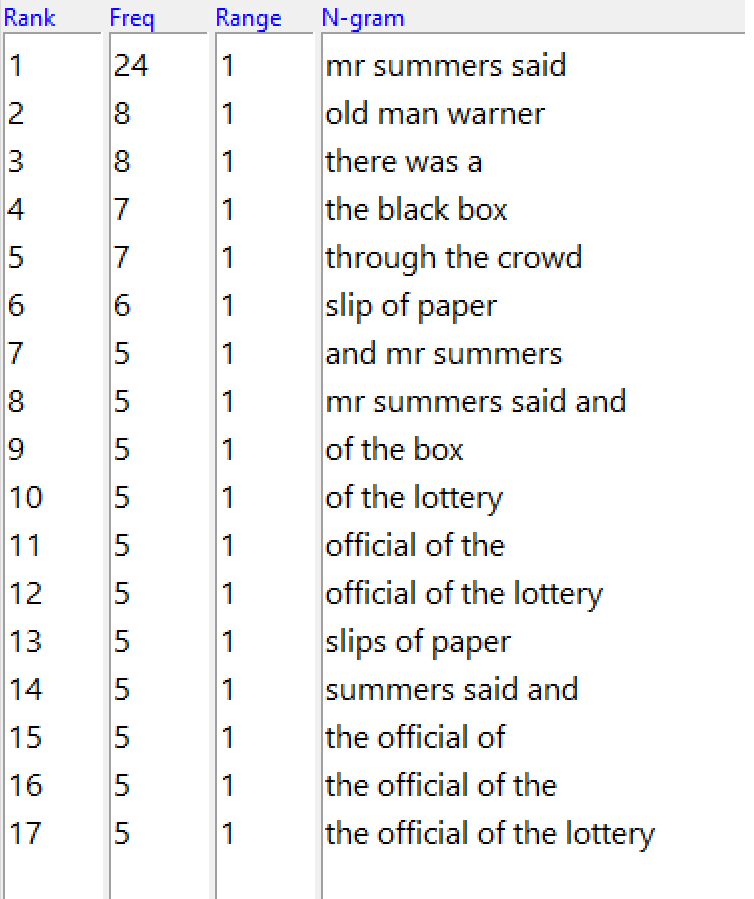 Rank Freq Range N-gram
1 24 1 mr summers said
2 8 1 old man warner
3 8 1 there was a
4 7 1 the black box
5 7 1 through the crowd
6 6 1 slip of paper
7 5 1 and mr summers
8 5 1 mr summers said and
9 5 1 of the box
10 5 1 of the lottery
11 5 1 official of the
12 5 1 official of the lottery
13 5 1 slips of paper
14 5 1 summers said and
15 5 1 the official of
16 5 1 the official of the
17 5 1 the official of the lottery